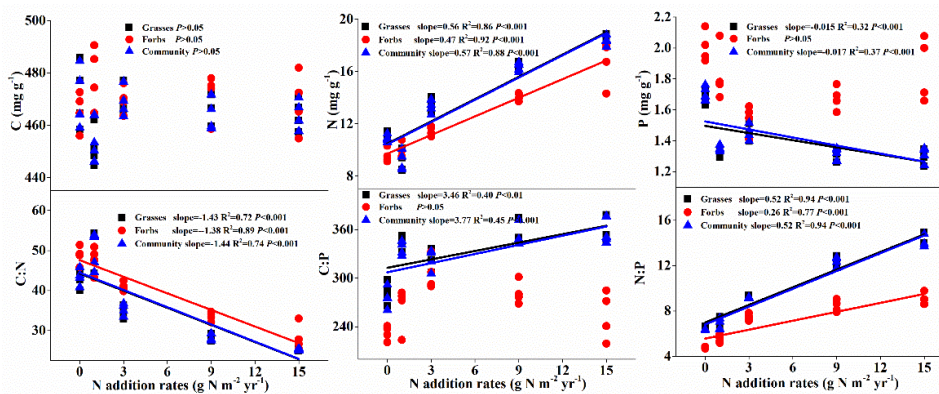 Grasses P>0.05
Forbs P>0.05
Community P>0.05
C (mg g-1)
500
480
460
440
Grasses slope=0.56 R2=0.86 P<0.001
Forbs slope=0.47 R2=0.92 P<0.001
Community slope=0.57 R2=0.88 P<0.001
N (mg g-1)
20
16
12
8
Grasses slope=-0.015 R2=0.32 P<0.001
Forbs P>0.05
Community slope=-0.017 R2=0.37 P<0.001
P (mg g-1)
2.2
2.0
1.8
1.6
1.4
1.2
Grasses slope=-1.43 R2=0.72 P<0.001
Forbs slope=-1.38 R2=0.89 P<0.001
Community slope=-1.44 R2=0.74 P<0.001
C:N
60
50
40
30
0 3 6 9 12 15
N addition rates (g N m-2 yr-1)
Grasses slope=3.46 R2=0.40 P<0.01
Forbs P>0.05
Community slope=3.77 R2=0.45 P<0.001
C:P
360
300
240
0 3 6 9 12 15
N addition rates (g N m-2 yr-1)
Grasses slope=0.52 R2=0.94 P<0.001
Forbs 0.26 R2=0.77 P<0.001
Community slope=0.52 R2=0.94 P<0.001
N:P
16
12
8
4
0 3 6 9 12 15
N addition rates (g N m-2 yr-1)